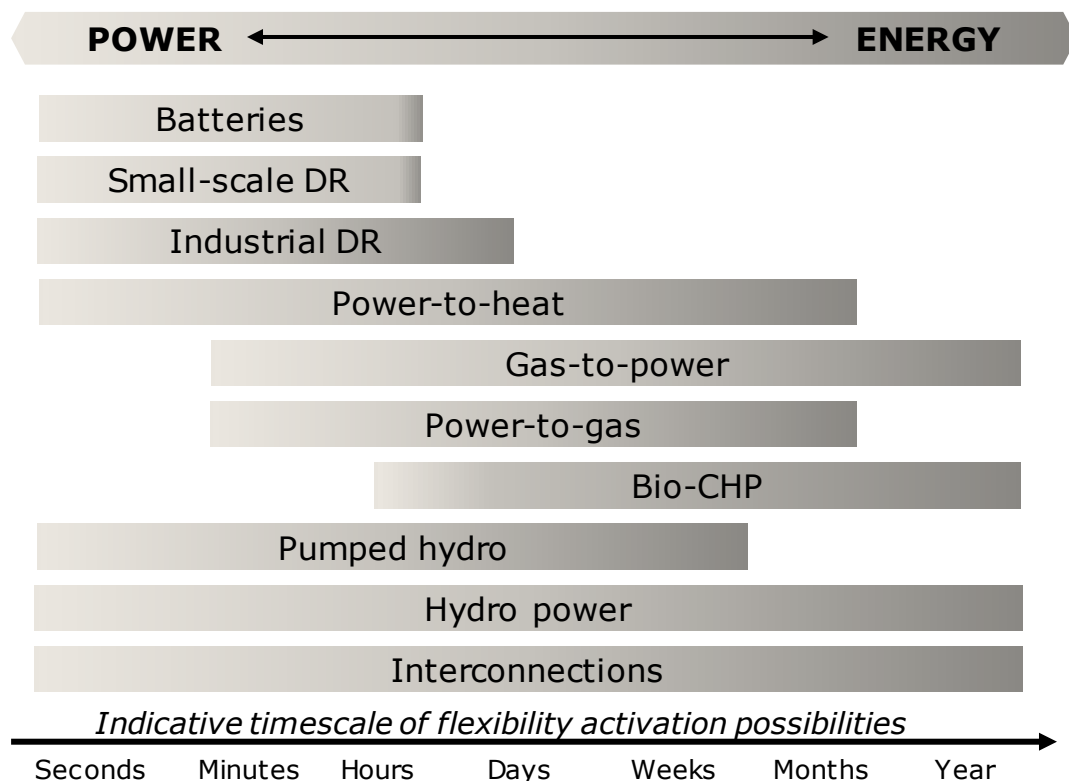 POWER ENERGY
Batteries
Small-scale DR
Industrial DR
Power-to-heat
Gas-to-power
Power-to-gas
Bio-CHP
Pumped hydro
Hydro power
Interconnections
Indicative timescale of flexibility activation possibilities
Seconds Minutes Hours Days Weeks Months Year